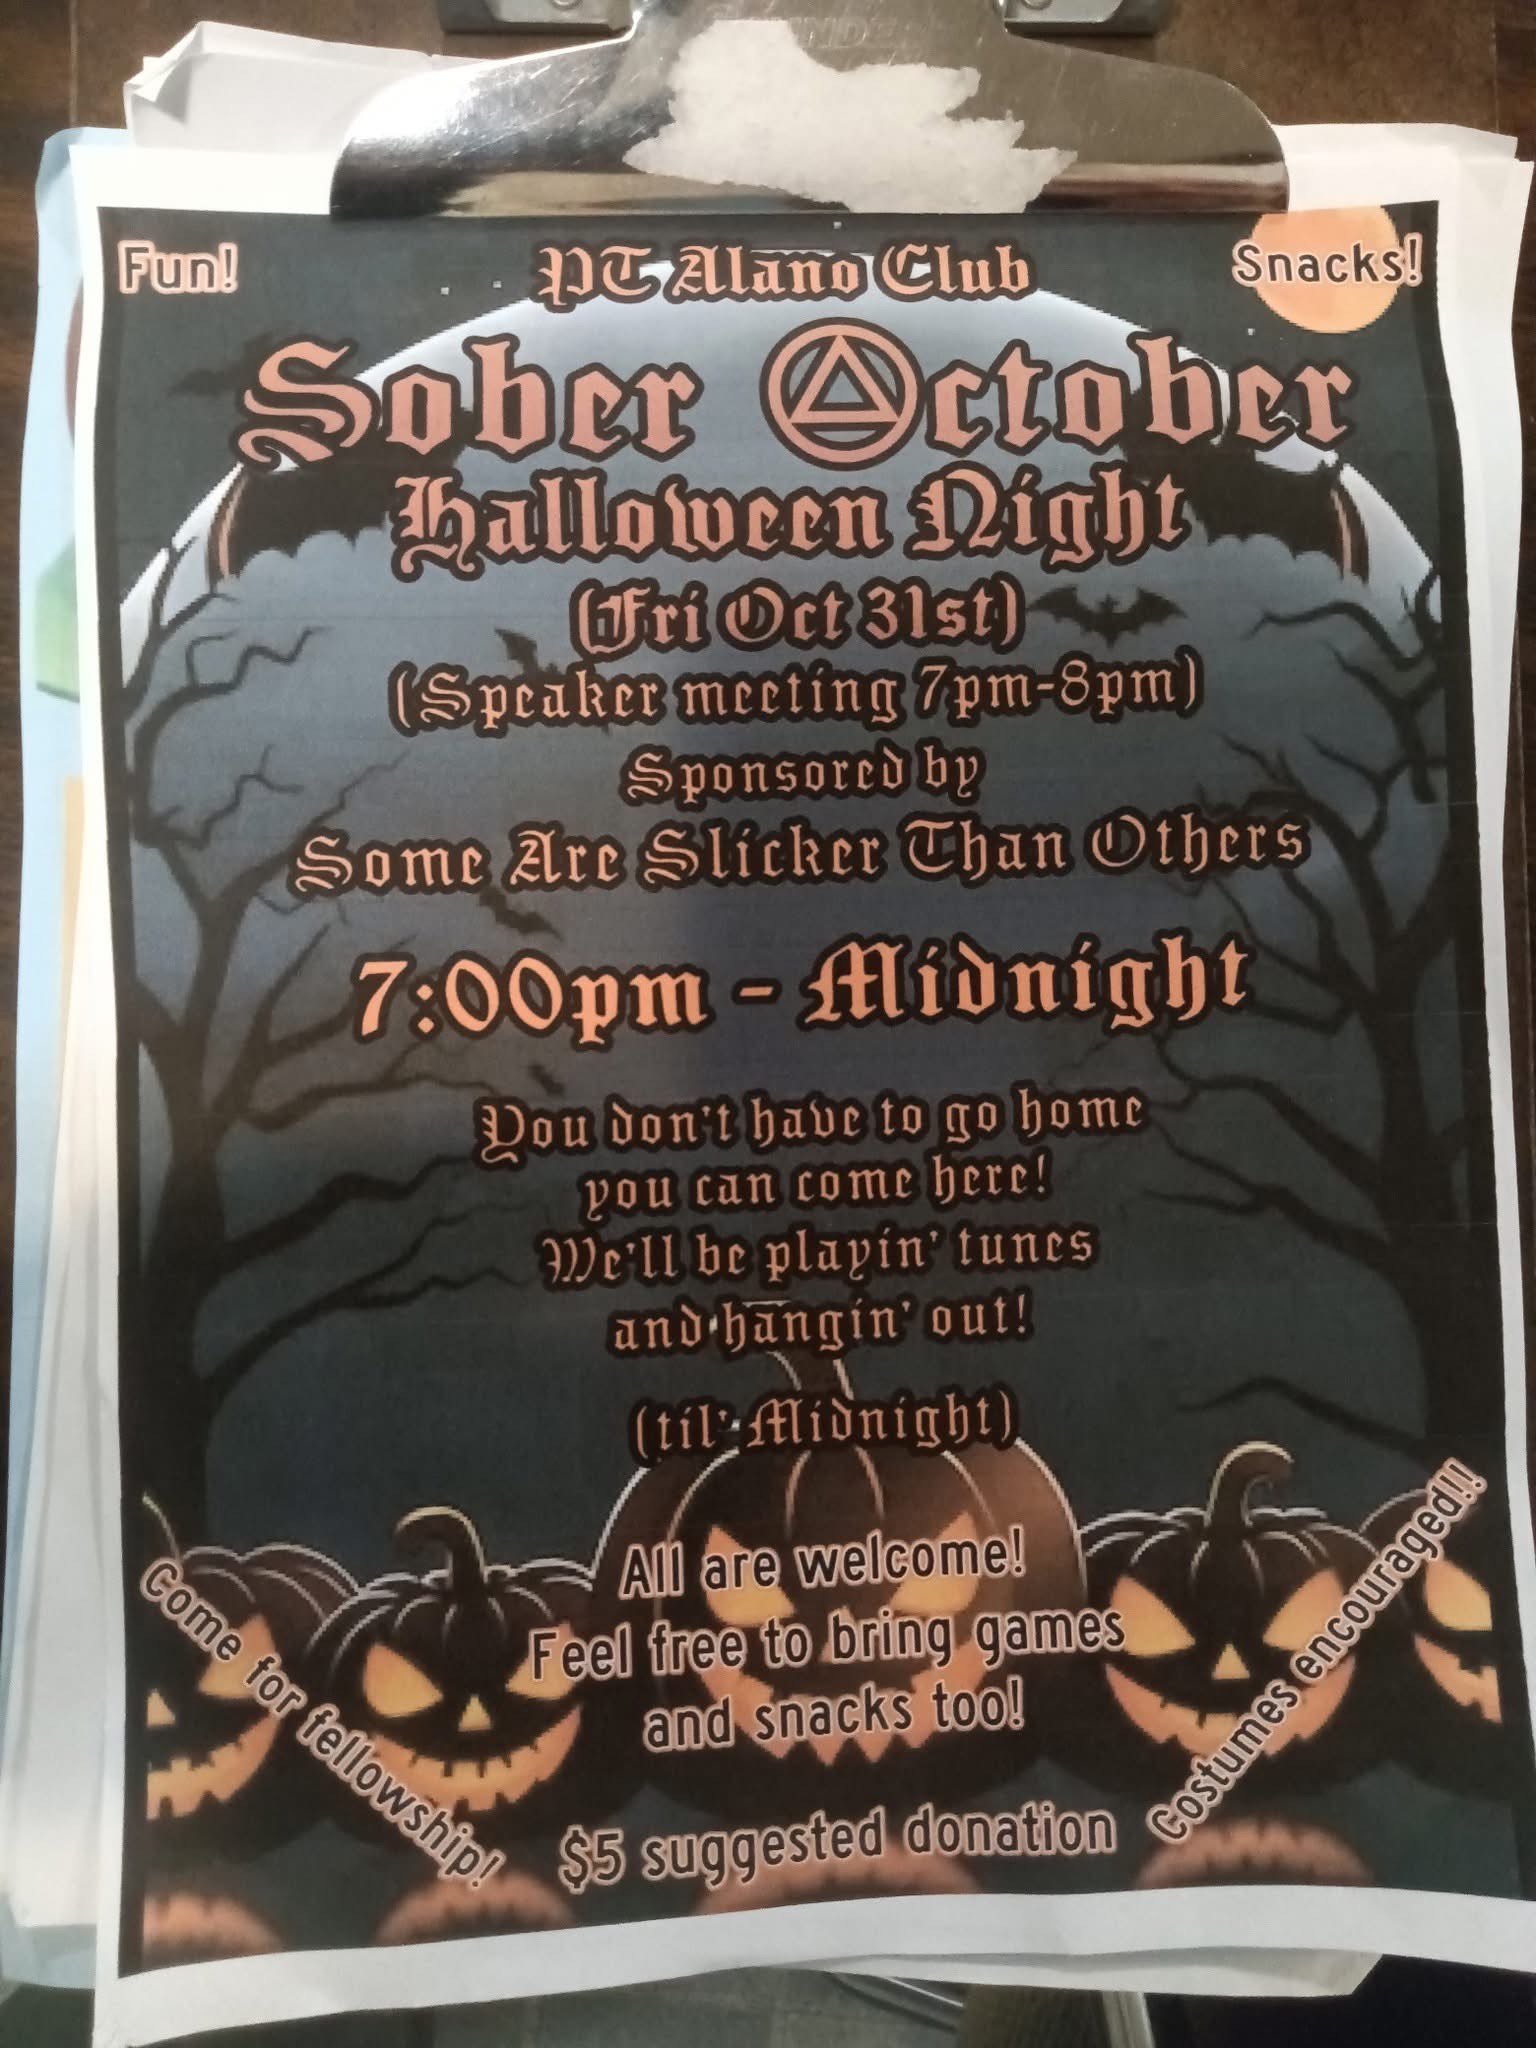 Fun!
PT Alano Club
Snacks!
Sober October
Halloween Night
(Fri Oct 31st)
(Speaker meeting 7pm-8pm)
Sponsored by
Some Are Slicker Than Others
7:00pm - Midnight
You don't have to go home
you can come here!
We'll be playin' tunes
and hangin' out!
(til' Midnight)
All are welcome!
Feel free to bring games
and snacks too!
Come for fellowship!
Costumes encouraged!!
$5 suggested donation